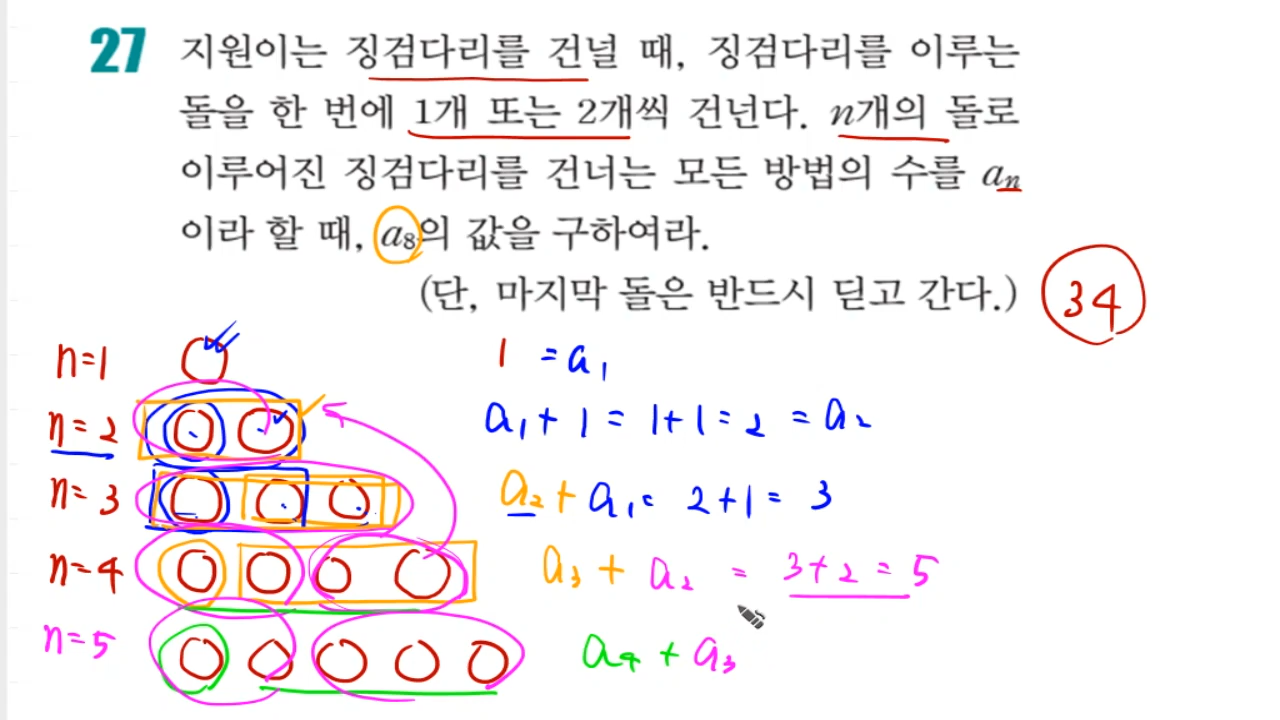 27 지원이는 징검다리를 건널 때, 징검다리를 이루는
돌을 한 번에 1개 또는 2개씩 건넌다. n개의 돌로
이루어진 징검다리를 건너는 모든 방법의 수를 aₙ
이라 할 때, a₈의 값을 구하여라.
(단, 마지막 돌은 반드시 딛고 간다.) 34
n=1 1 = a₁
n=2 a₁+1 = 1+1 = 2 = a₂
n=3 a₂+a₁ = 2+1 = 3
n=4 a₃+a₂ = 3+2 = 5
n=5 a₄+a₃